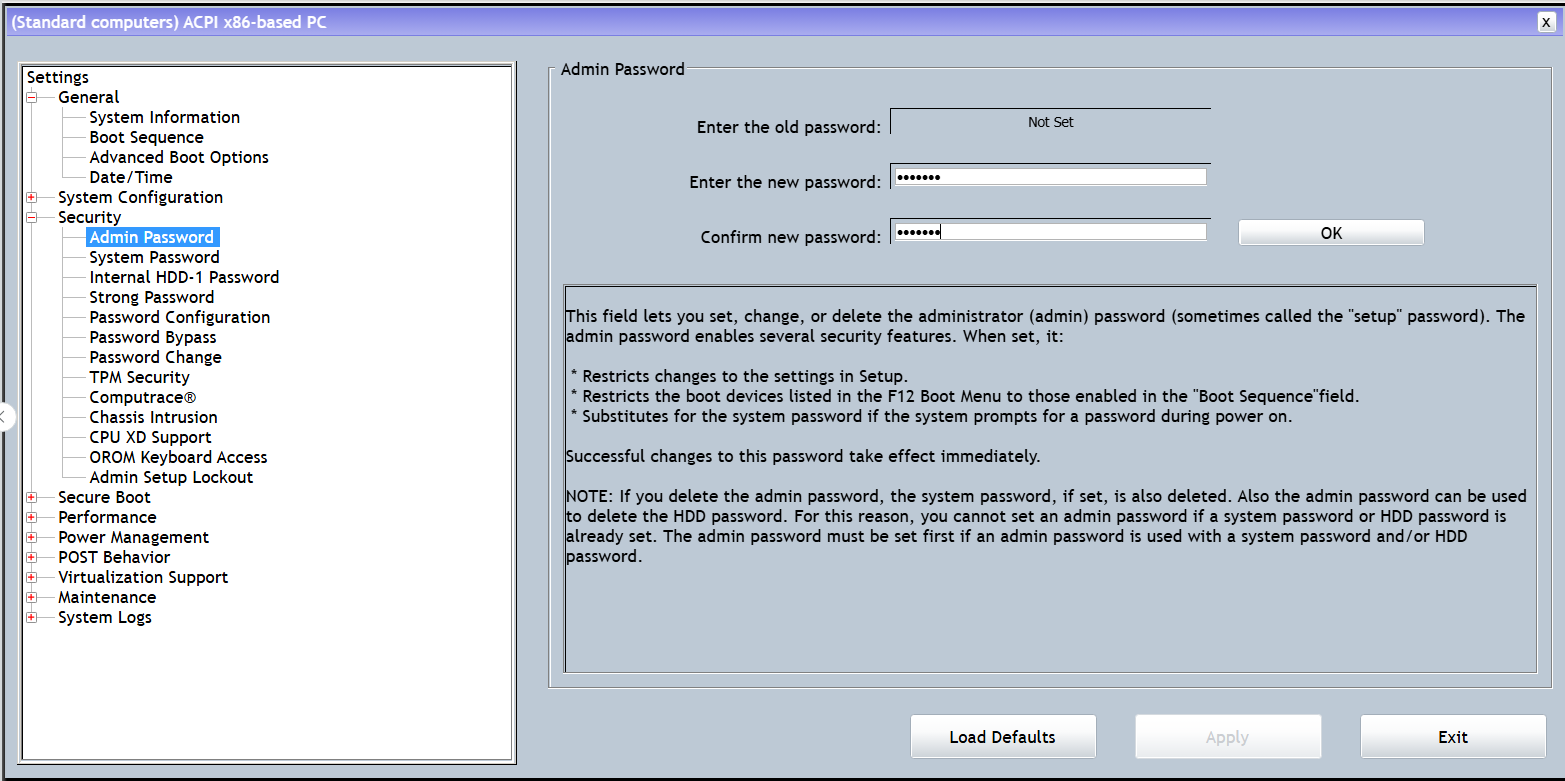 (Standard computers) ACPI x86-based PC
X
Settings
General
System Information
Boot Sequence
Advanced Boot Options
Date/Time
System Configuration
Security
Admin Password
System Password
Internal HDD-1 Password
Strong Password
Password Configuration
Password Bypass
Password Change
TPM Security
Computrace®
Chassis Intrusion
CPU XD Support
OROM Keyboard Access
Admin Setup Lockout
Secure Boot
Performance
Power Management
POST Behavior
Virtualization Support
Maintenance
System Logs
Admin Password
Enter the old password: Not Set
Enter the new password: •••••••
Confirm new password: •••••••
OK
This field lets you set, change, or delete the administrator (admin) password (sometimes called the "setup" password). The
admin password enables several security features. When set, it:
* Restricts changes to the settings in Setup.
* Restricts the boot devices listed in the F12 Boot Menu to those enabled in the "Boot Sequence"field.
* Substitutes for the system password if the system prompts for a password during power on.
Successful changes to this password take effect immediately.
NOTE: If you delete the admin password, the system password, if set, is also deleted. Also the admin password can be used
to delete the HDD password. For this reason, you cannot set an admin password if a system password or HDD password is
already set. The admin password must be set first if an admin password is used with a system password and/or HDD
password.
Load Defaults
Apply
Exit